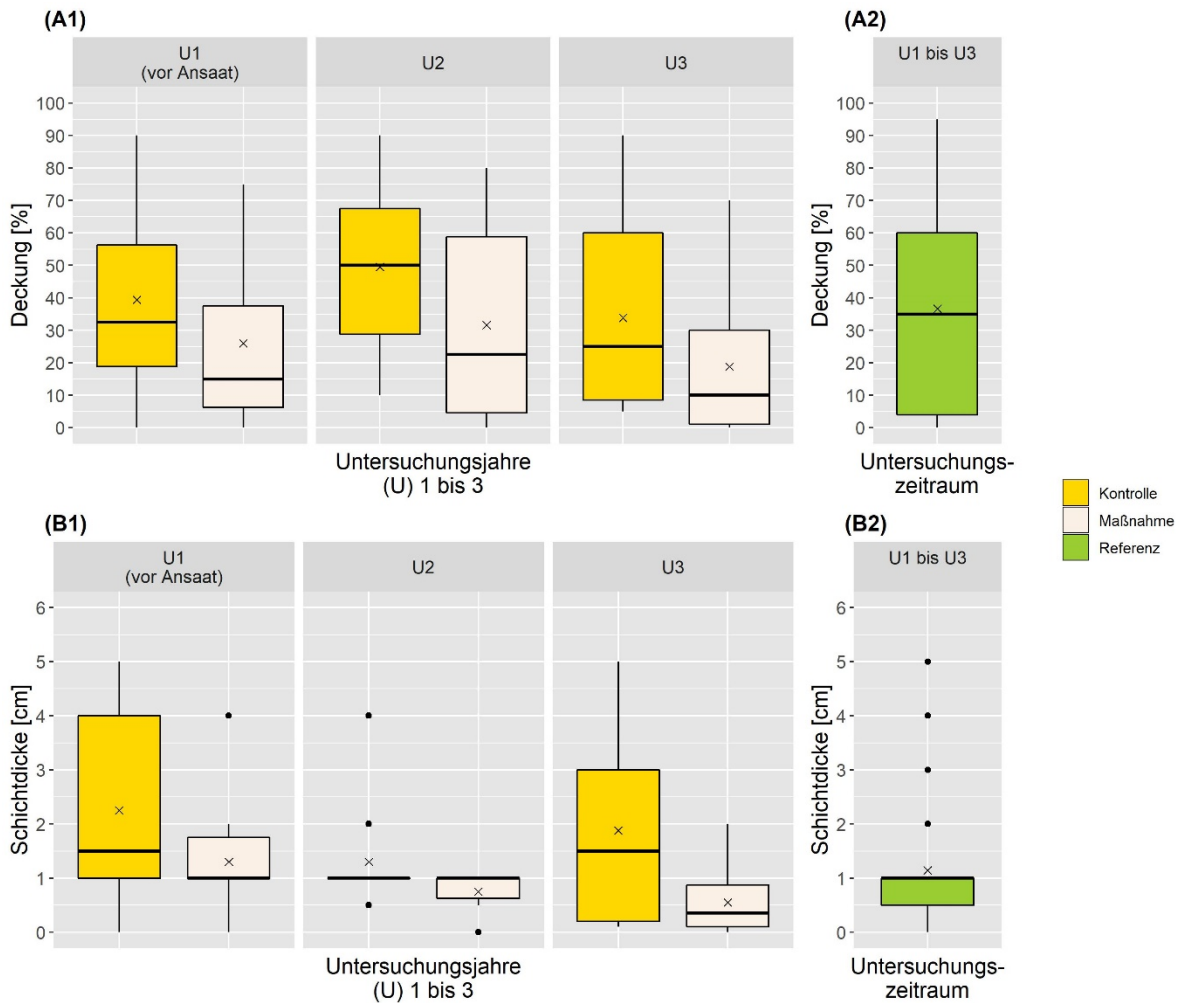 (A1)
(A2)
U1
(vor Ansaat)
U2
U3
U1 bis U3
Deckung [%]
100
90
80
70
60
50
40
30
20
10
0
Deckung [%]
100
90
80
70
60
50
40
30
20
10
0
Untersuchungsjahre
(U) 1 bis 3
Untersuchungs-
zeitraum
Kontrolle
Maßnahme
Referenz
(B1)
(B2)
U1
(vor Ansaat)
U2
U3
U1 bis U3
Schichtdicke [cm]
6
5
4
3
2
1
0
Schichtdicke [cm]
6
5
4
3
2
1
0
Untersuchungsjahre
(U) 1 bis 3
Untersuchungs-
zeitraum